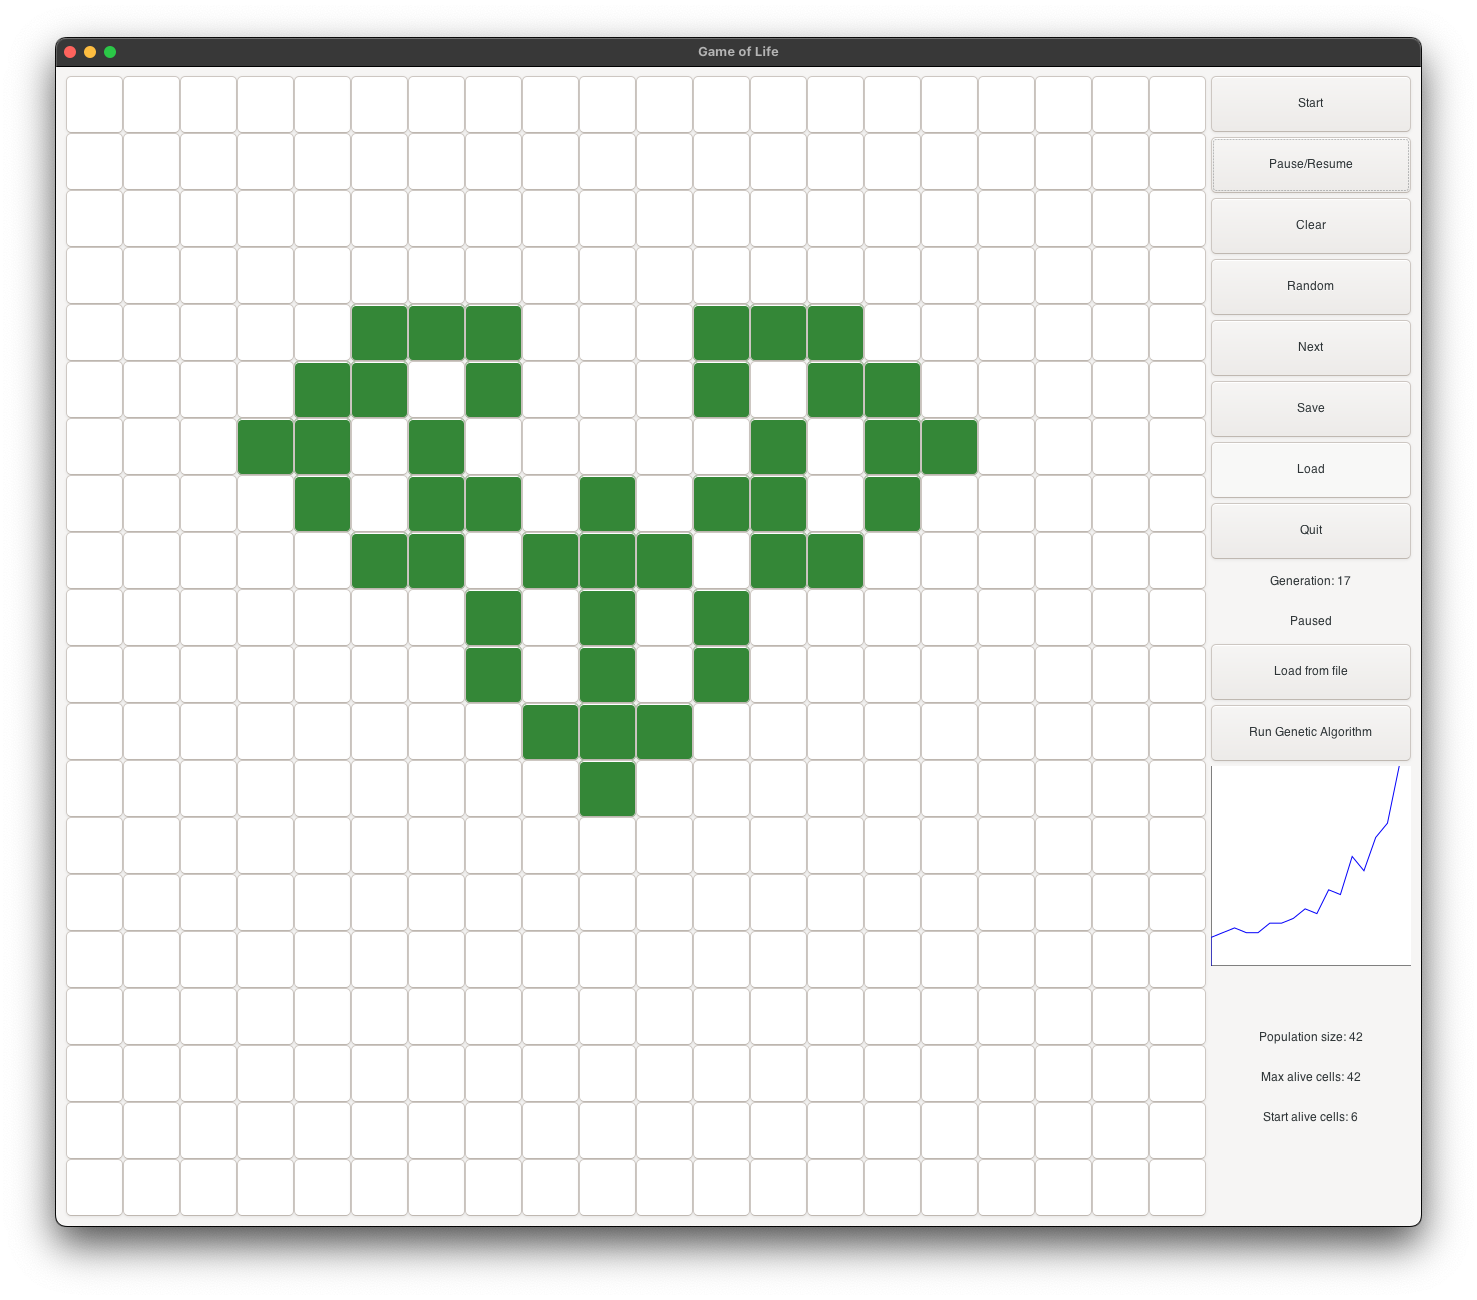 Game of Life
Start
Pause/Resume
Clear
Random
Next
Save
Load
Quit
Generation: 17
Paused
Load from file
Run Genetic Algorithm
Population size: 42
Max alive cells: 42
Start alive cells: 6